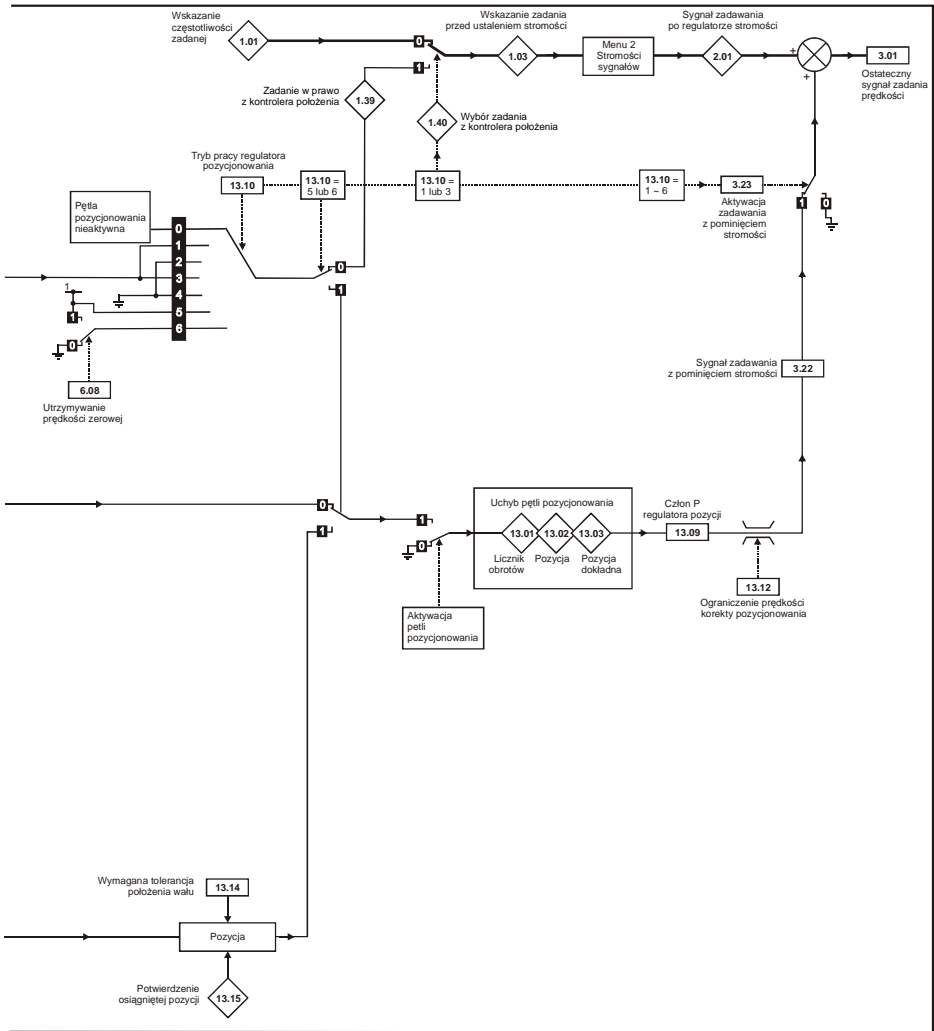 Wskazanie
częstotliwości
zadanej
1.01
0
1
Wskazanie zadania
przed ustaleniem stromości
1.03
Menu 2
Stromości
sygnałów
Sygnał zadawania
po regulatorze stromości
2.01
+
+
3.01
Ostateczny
sygnał zadania
prędkości
Zadanie w prawo
z kontrolera położenia
1.39
1.40
Wybór zadania
z kontrolera położenia
Tryb pracy regulatora
pozycjonowania
13.10
13.10 =
5 lub 6
13.10 =
1 lub 3
13.10 =
1 ~ 6
3.23
Aktywacja
zadawania
z pominięciem
stromości
1
0
Pętla
pozycjonowania
nieaktywna
0
1
2
3
4
5
6
1
1
0
0
1
6.08
Utrzymywanie
prędkości zerowej
Sygnał zadawania
z pominięciem stromości
3.22
0
1
1
0
Uchyb pętli pozycjonowania
13.01
13.02
13.03
Licznik
obrotów
Pozycja
Pozycja
dokładna
Człon P
regulatora pozycji
13.09
13.12
Ograniczenie prędkości
korekty pozycjonowania
Aktywacja
petli
pozycjonowania
Wymagana tolerancja
położenia wału
13.14
Pozycja
Potwierdzenie
osiągniętej pozycji
13.15